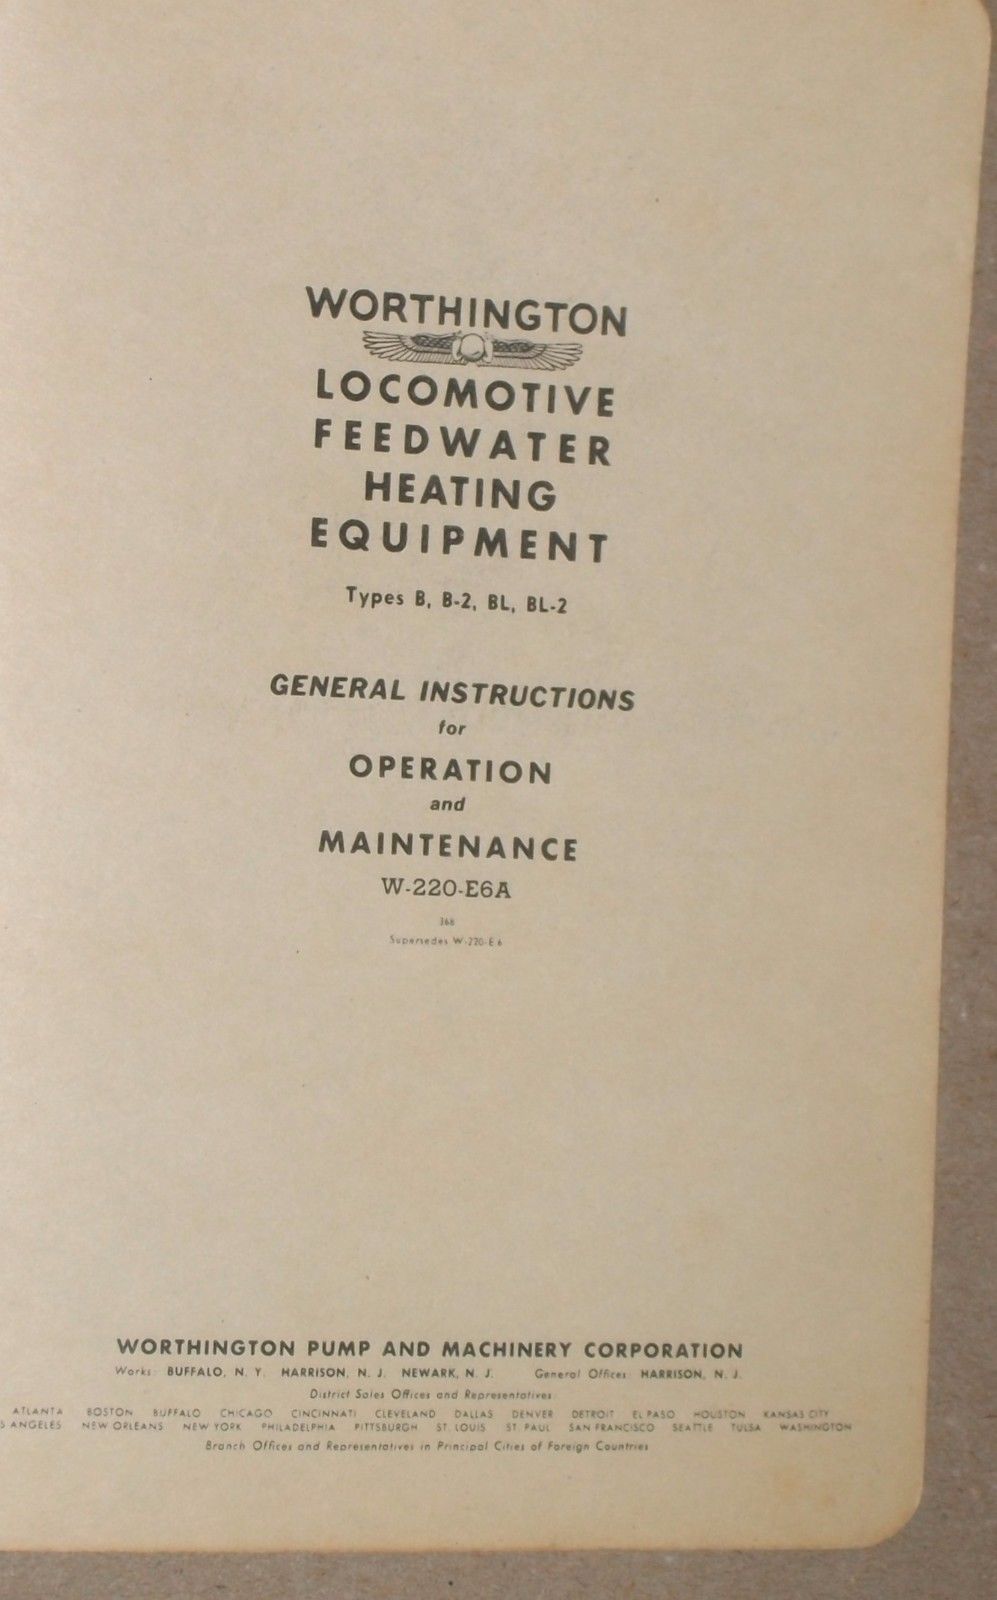 WORTHINGTON
LOCOMOTIVE
FEEDWATER
HEATING
EQUIPMENT
Types B, B-2, BL, BL-2
GENERAL INSTRUCTIONS
for
OPERATION
and
MAINTENANCE
W-220-E6A
368
Supersedes W-220-E6
WORTHINGTON PUMP AND MACHINERY CORPORATION
Works: BUFFALO, N. Y. HARRISON, N. J. NEWARK, N. J. General Offices: HARRISON, N. J.
District Sales Offices and Representatives:
ATLANTA BOSTON BUFFALO CHICAGO CINCINNATI CLEVELAND DALLAS DENVER DETROIT EL PASO HOUSTON KANSAS CITY
S ANGELES NEW ORLEANS NEW YORK PHILADELPHIA PITTSBURGH ST. LOUIS ST. PAUL SAN FRANCISCO SEATTLE TULSA WASHINGTON
Branch Offices and Representatives in Principal Cities of Foreign Countries